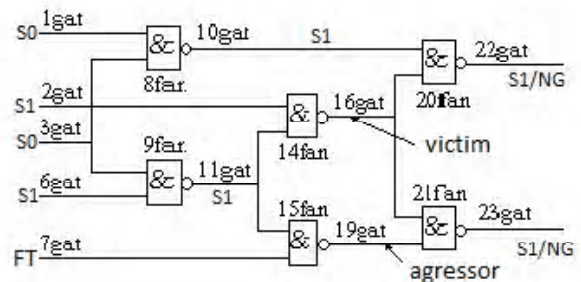 S0 1gat
&
10gat
S1
&
22gat
S1/NG
8far.
S1 2gat
&
16gat
20fan
S0 3gat
9far.
victim
&
11gat
S1
14fan
S1 6gat
15fan
21fan
&
&
23gat
S1/NG
19gat
FT 7gat
agressor